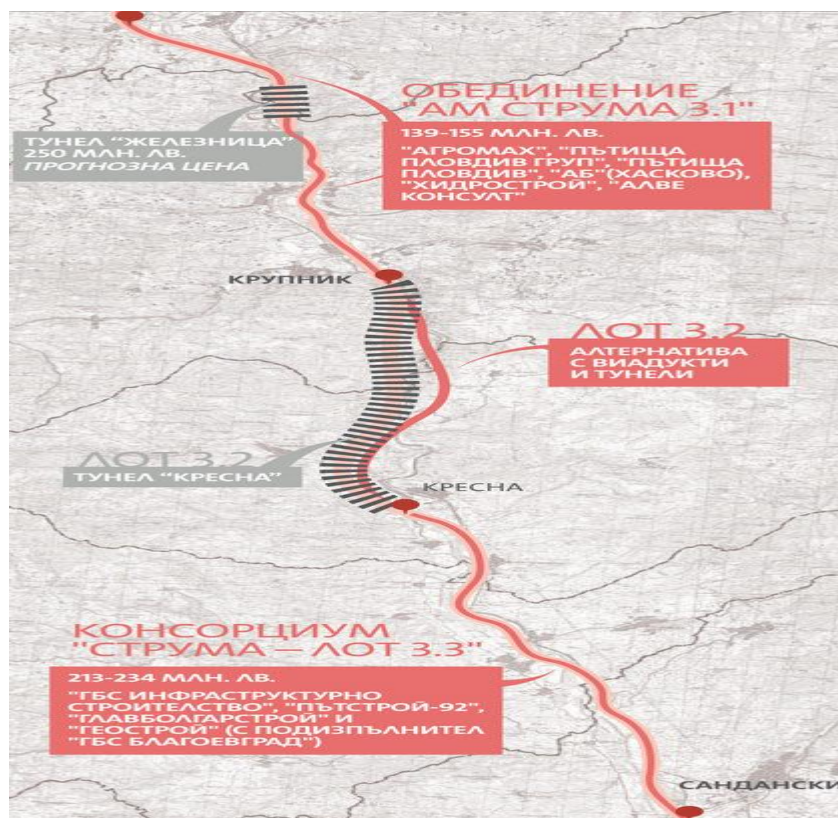 ОБЕДИНЕНИЕ
"АМ СТРУМА 3.1"
139-155 МЛН. ЛВ.
"АГРОМАХ", "ПЪТИЩА
ПЛОВДИВ ГРУП", "ПЪТИЩА
ПЛОВДИВ", "АБ"(ХАСКОВО),
"ХИДРОСТРОЙ", "АЛВЕ
КОНСУЛТ"
ТУНЕЛ "ЖЕЛЕЗНИЦА"
250 МЛН. ЛВ.
ПРОГНОЗНА ЦЕНА
КРУПНИК
ЛОТ 3.2
АЛТЕРНАТИВА
С ВИАДУКТИ
И ТУНЕЛИ
ЛОТ 3.2
ТУНЕЛ "КРЕСНА"
КРЕСНА
КОНСОРЦИУМ
"СТРУМА – ЛОТ 3.3"
213-234 МЛН. ЛВ.
"ГБС ИНФРАСТРУКТУРНО
СТРОИТЕЛСТВО", "ПЪТСТРОЙ-92",
"ГЛАВБОЛГАРСТРОЙ" И
"ГЕОСТРОЙ" (С ПОДИЗПЪЛНИТЕЛ
"ГБС БЛАГОЕВГРАД")
САНДАНСКИ